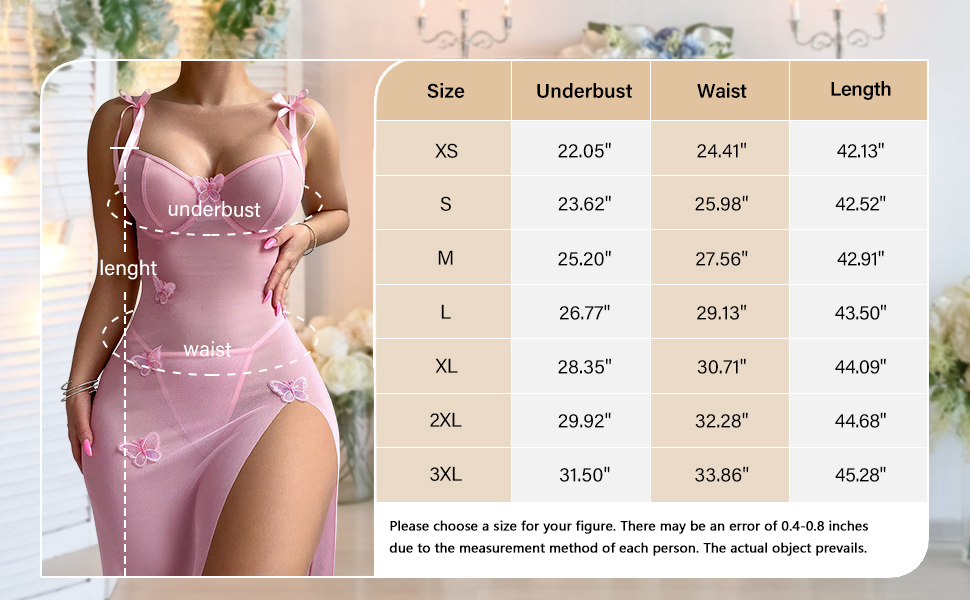 Size Underbust Waist Length
XS 22.05" 24.41" 42.13"
S 23.62" 25.98" 42.52"
M 25.20" 27.56" 42.91"
L 26.77" 29.13" 43.50"
XL 28.35" 30.71" 44.09"
2XL 29.92" 32.28" 44.68"
3XL 31.50" 33.86" 45.28"
Please choose a size for your figure. There may be an error of 0.4-0.8 inches
due to the measurement method of each person. The actual object prevails.
underbust
lenght
waist